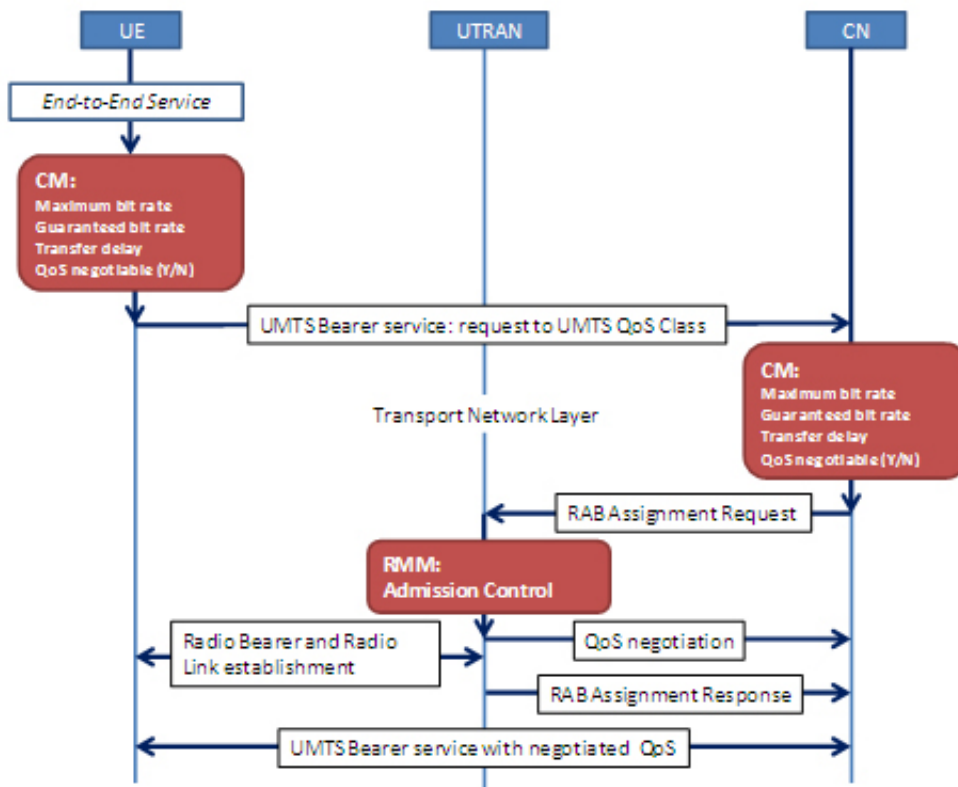 UE
UTRAN
CN
End-to-End Service
CM:
Maximum bit rate
Guaranteed bit rate
Transfer delay
QoS negotiable (Y/N)
UMTS Bearer service: request to UMTS QoS Class
CM:
Maximum bit rate
Guaranteed bit rate
Transfer delay
QoS negotiable (Y/N)
Transport Network Layer
RAB Assignment Request
RMM:
Admission Control
Radio Bearer and Radio
Link establishment
QoS negotiation
RAB Assignment Response
UMTS Bearer service with negotiated QpS